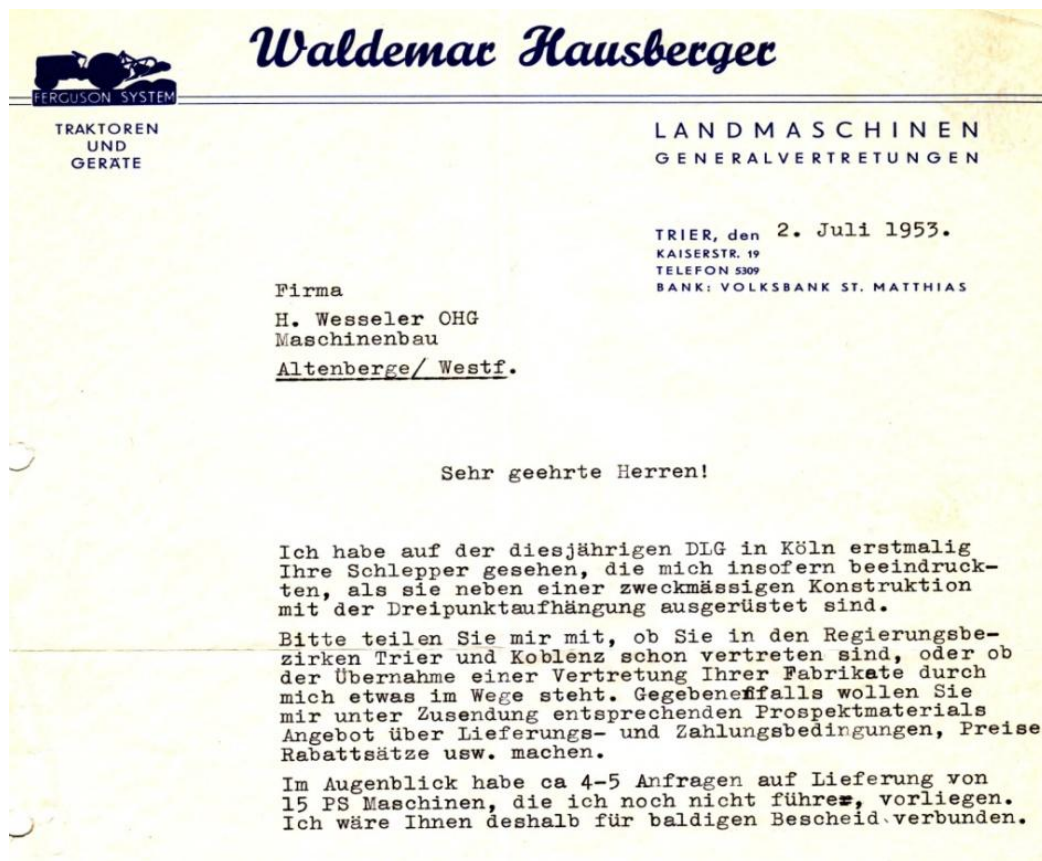 Waldemar Hausberger
FERGUSON SYSTEM
TRAKTOREN
UND
GERÄTE
LANDMASCHINEN
GENERALVERTRETUNGEN
TRIER, den 2. Juli 1953.
KAISERSTR. 19
TELEFON 5309
BANK: VOLKSBANK ST. MATTHIAS
Firma
H. Wesseler OHG
Maschinenbau
Altenberge/ Westf.
Sehr geehrte Herren!
Ich habe auf der diesjährigen DLG in Köln erstmalig
Ihre Schlepper gesehen, die mich insofern beeindruck-
ten, als sie neben einer zweckmässigen Konstruktion
mit der Dreipunktaufhängung ausgerüstet sind.
Bitte teilen Sie mir mit, ob Sie in den Regierungsbe-
zirken Trier und Koblenz schon vertreten sind, oder ob
der Übernahme einer Vertretung Ihrer Fabrikate durch
mich etwas im Wege steht. Gegebenenfalls wollen Sie
mir unter Zusendung entsprechenden Prospektmaterials
Angebot über Lieferungs- und Zahlungsbedingungen, Preise
Rabattsätze usw. machen.
Im Augenblick habe ca 4-5 Anfragen auf Lieferung von
15 PS Maschinen, die ich noch nicht führe, vorliegen.
Ich wäre Ihnen deshalb für baldigen Bescheid verbunden.